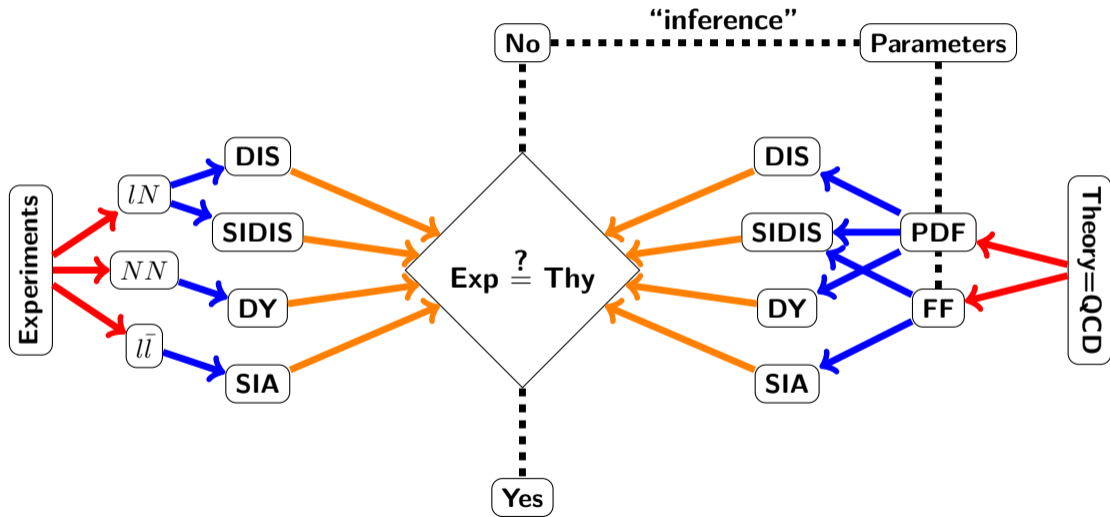 “inference”
No
Parameters
Experiments
lN
NN
l\bar{l}
DIS
SIDIS
DY
SIA
Exp ≟ Thy
DIS
SIDIS
DY
SIA
PDF
FF
Theory=QCD
Yes